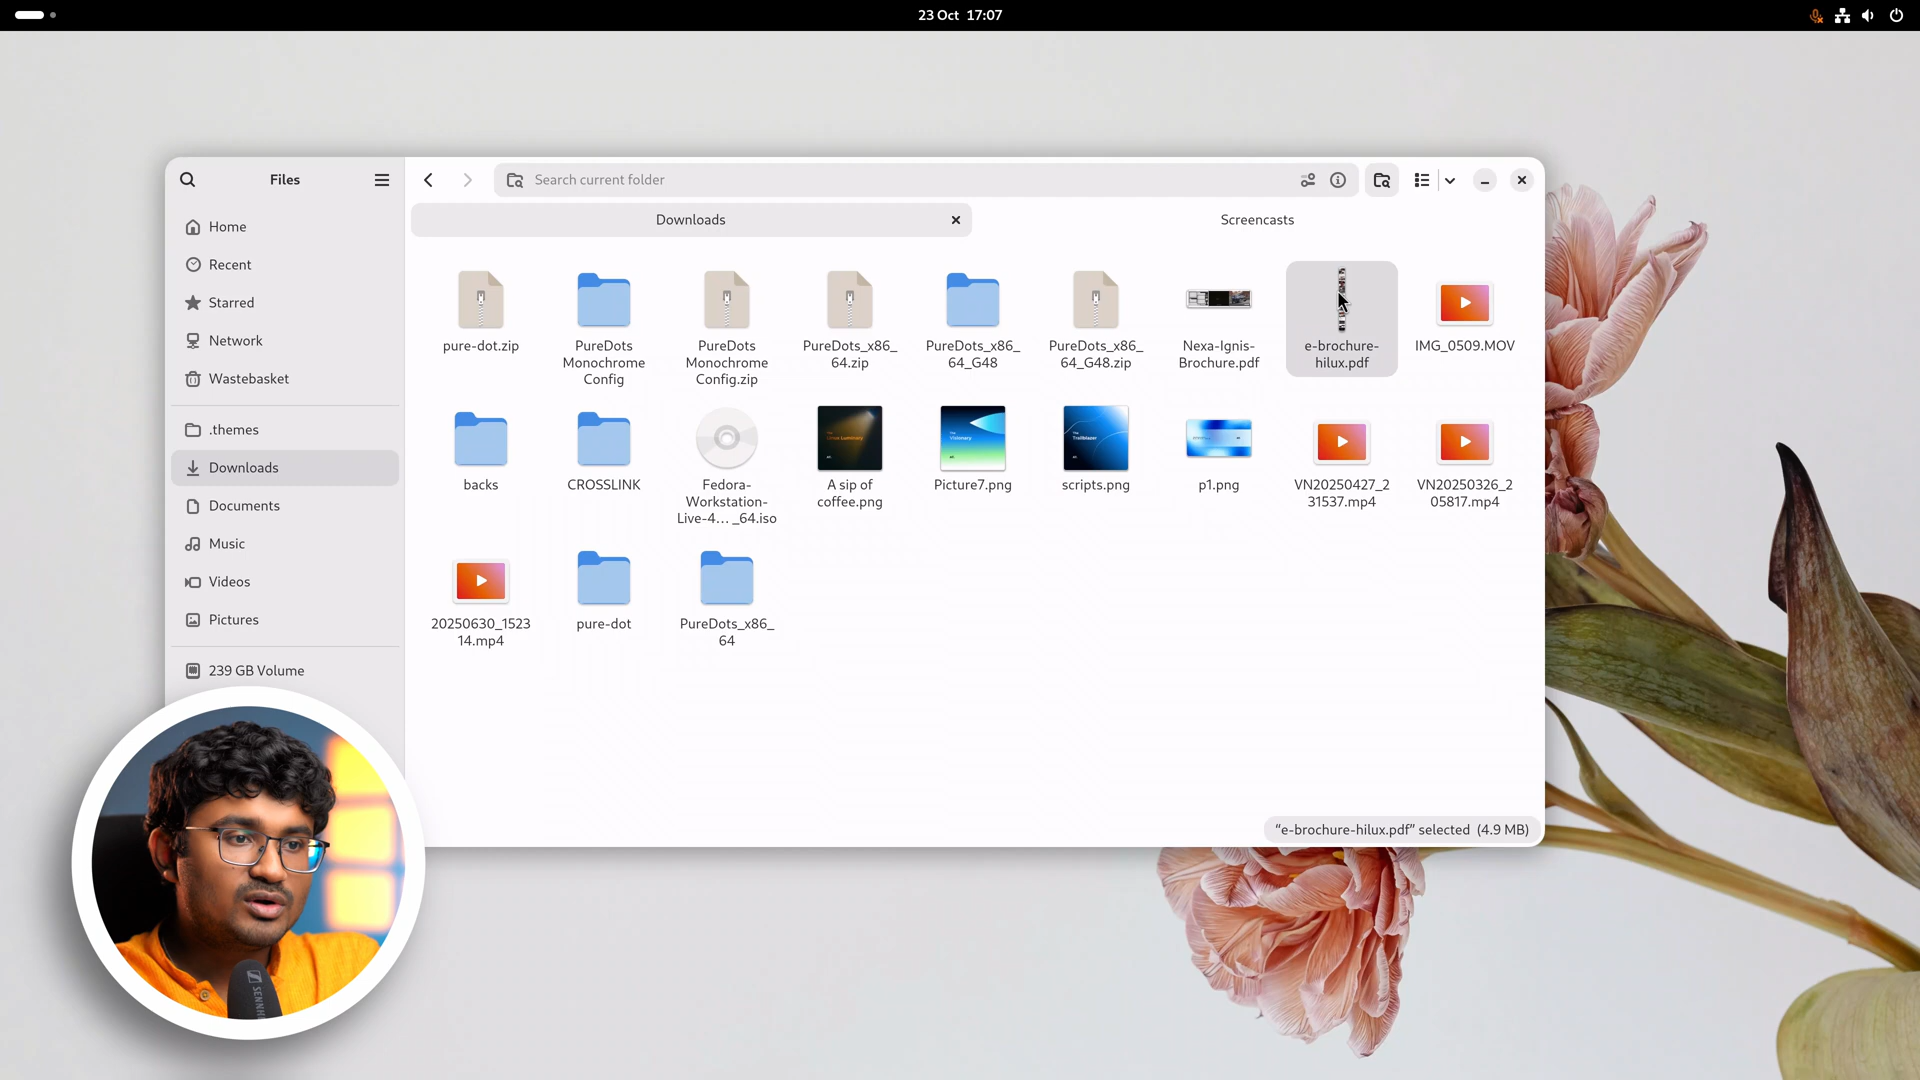 23 Oct 17:07
Files
Search current folder
Downloads
Screencasts
Home
Recent
Starred
Network
Wastebasket
.themes
Downloads
Documents
Music
Videos
Pictures
239 GB Volume
pure-dot.zip
PureDots
Monochrome
Config
PureDots
Monochrome
Config.zip
PureDots_x86_
64.zip
PureDots_x86_
64_G48
PureDots_x86_
64_G48.zip
Nexa-Ignis-
Brochure.pdf
e-brochure-
hilux.pdf
IMG_0509.MOV
backs
CROSSLINK
Fedora-
Workstation-
Live-4… _64.iso
A sip of
coffee.png
Visionary
Picture7.png
Trailblazer
scripts.png
p1.png
VN20250427_2
31537.mp4
VN20250326_2
05817.mp4
20250630_1523
14.mp4
pure-dot
PureDots_x86_
64
“e-brochure-hilux.pdf” selected (4.9 MB)